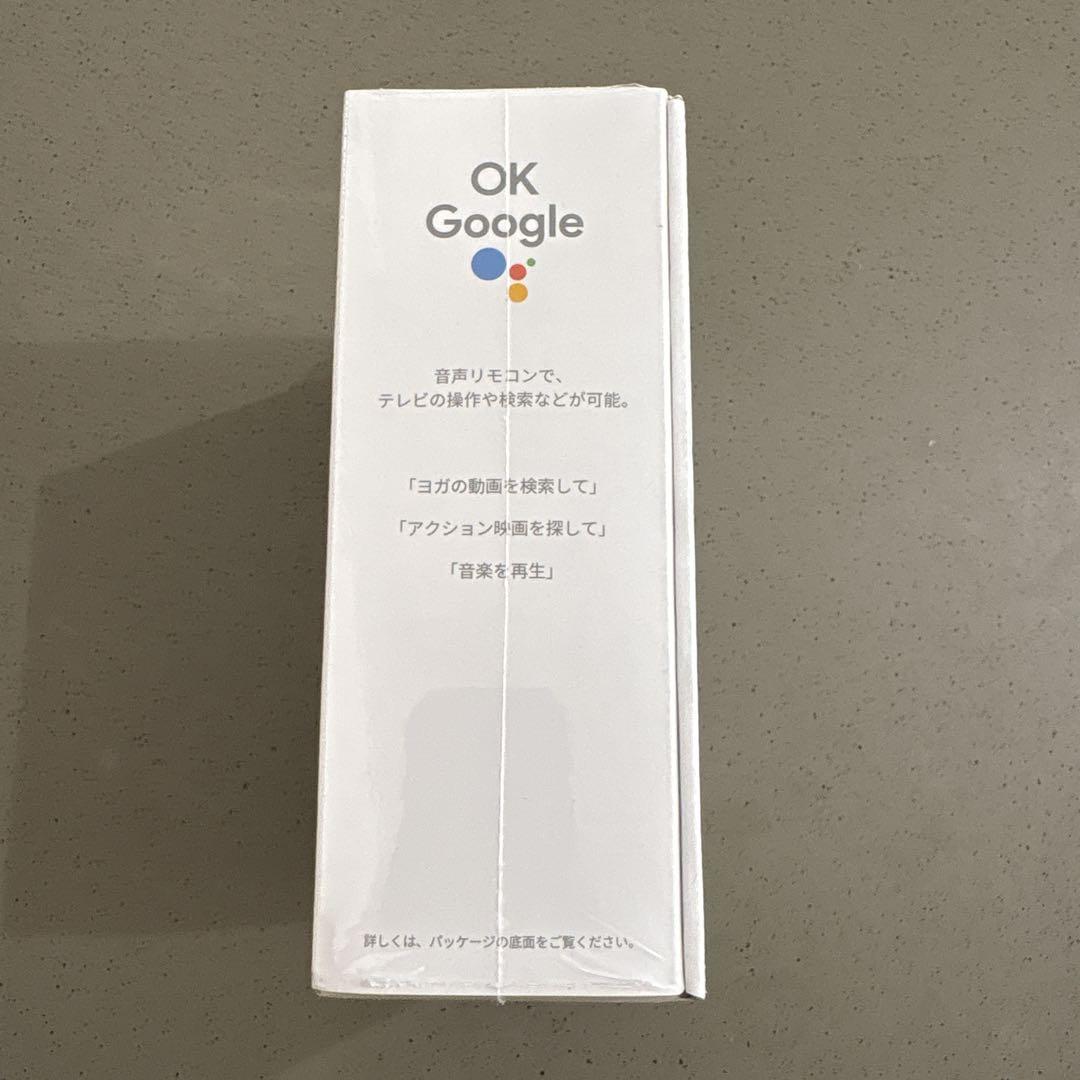 OK
Google
音声リモコンで、
テレビの操作や検索などが可能。
「ヨガの動画を検索して」
「アクション映画を探して」
「音楽を再生」
詳しくは、パッケージの底面をご覧ください。